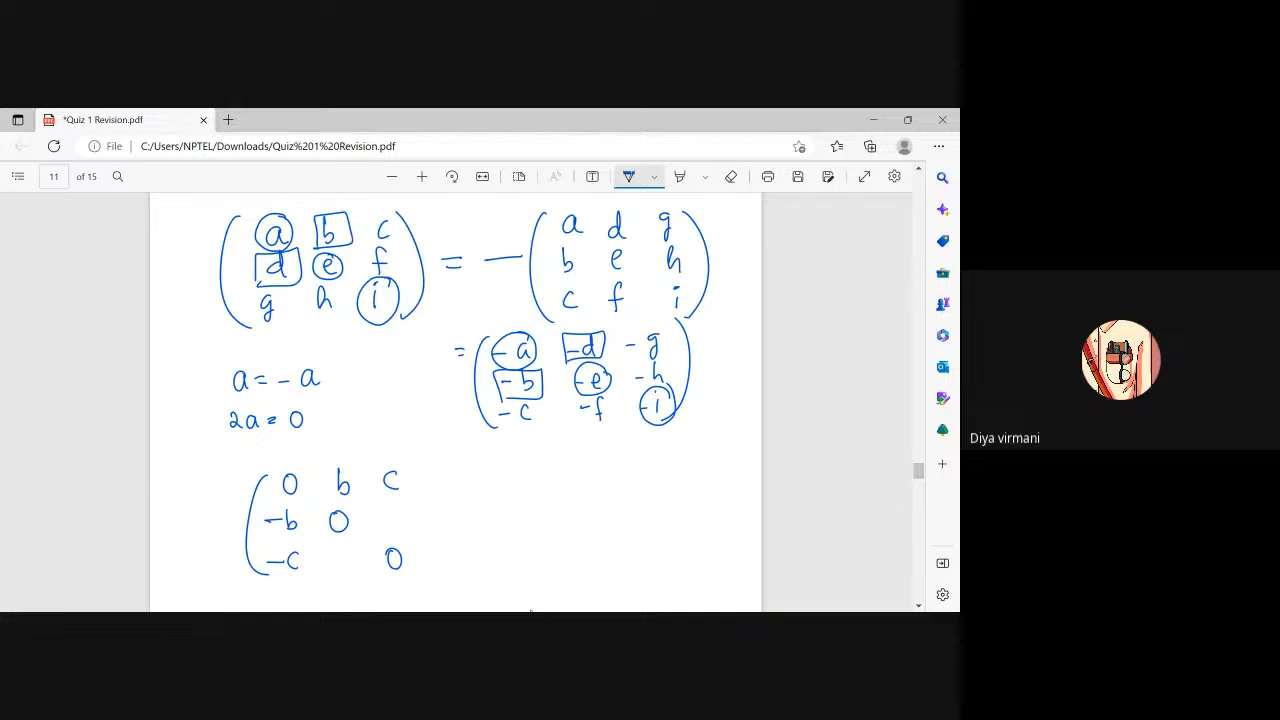 *Quiz 1 Revision.pdf
File
C:/Users/NPTEL/Downloads/Quiz%201%20Revision.pdf
11 of 15
( a b c
d e f
g h i ) = - ( a d g
b e h
c f i )
= ( -a -d -g
-b -e -h
-c -f -i )
a = - a
2a = 0
( 0 b c
-b 0
-c 0
Diya virmani